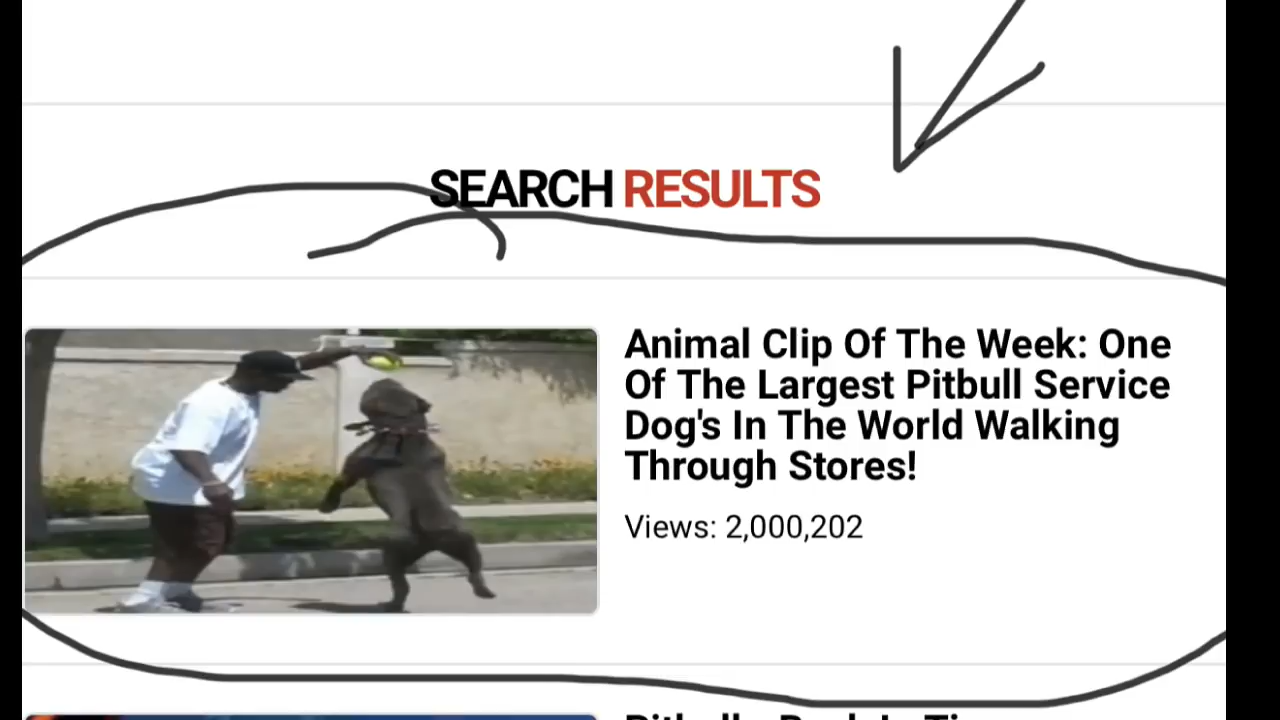 SEARCH RESULTS
Animal Clip Of The Week: One
Of The Largest Pitbull Service
Dog's In The World Walking
Through Stores!
Views: 2,000,202